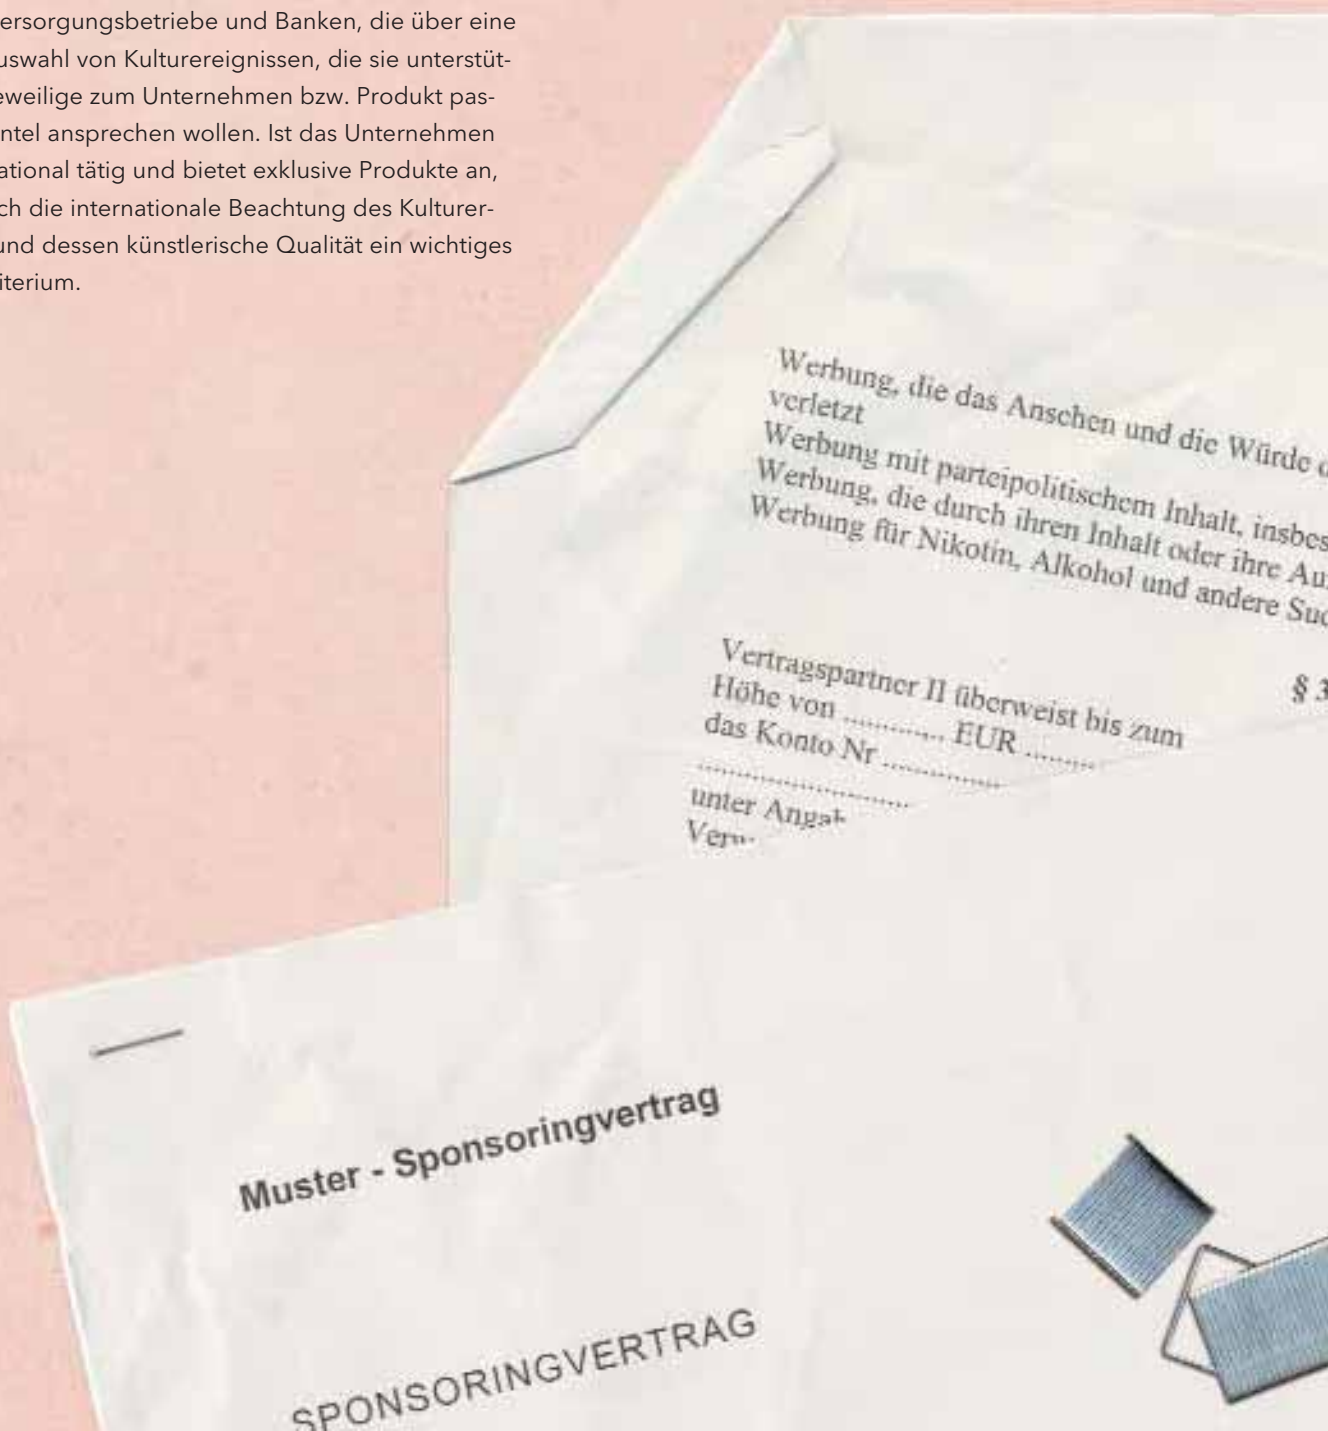 ersorgungsbetriebe und Banken, die über eine
uswahl von Kulturereignissen, die sie unterstüt-
eweilige zum Unternehmen bzw. Produkt pas-
ntel ansprechen wollen. Ist das Unternehmen
ational tätig und bietet exklusive Produkte an,
ch die internationale Beachtung des Kulturer-
und dessen künstlerische Qualität ein wichtiges
iterium.
Werbung, die das Ansehen und die Würde d
verletzt
Werbung mit parteipolitischem Inhalt, insbes
Werbung, die durch ihren Inhalt oder ihre Au
Werbung für Nikotin, Alkohol und andere Suc
§ 3
Vertragspartner II überweist bis zum
Höhe von ............. EUR .........
das Konto Nr ...............
...........................
unter Angab
Verw
Muster - Sponsoringvertrag
SPONSORINGVERTRAG